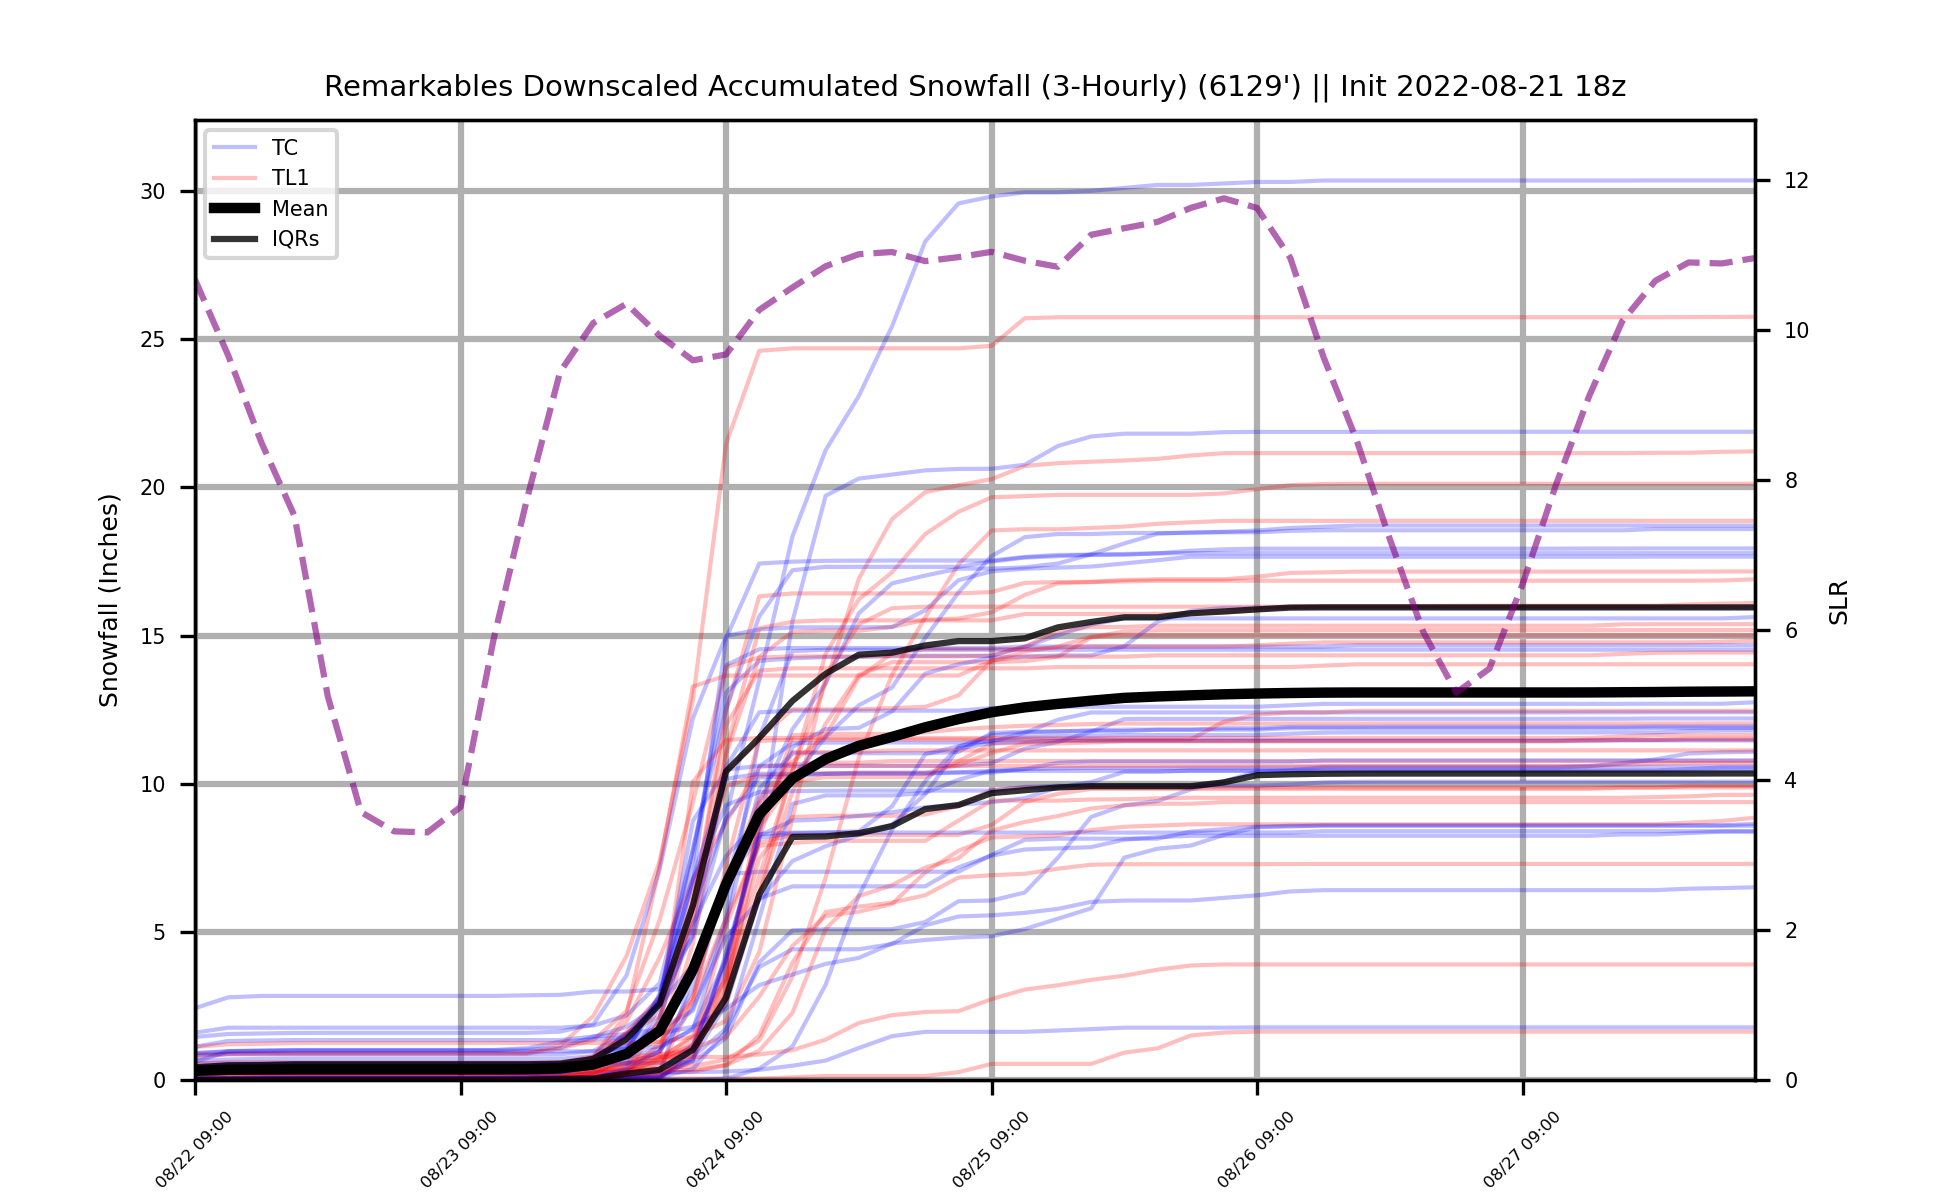 Remarkables Downscaled Accumulated Snowfall (3-Hourly) (6129') || Init 2022-08-21 18z
TC
TL1
Mean
IQRs
Snowfall (Inches)
30
25
20
15
10
5
0
SLR
12
10
8
6
4
2
0
08/22 09:00
08/23 09:00
08/24 09:00
08/25 09:00
08/26 09:00
08/27 09:00